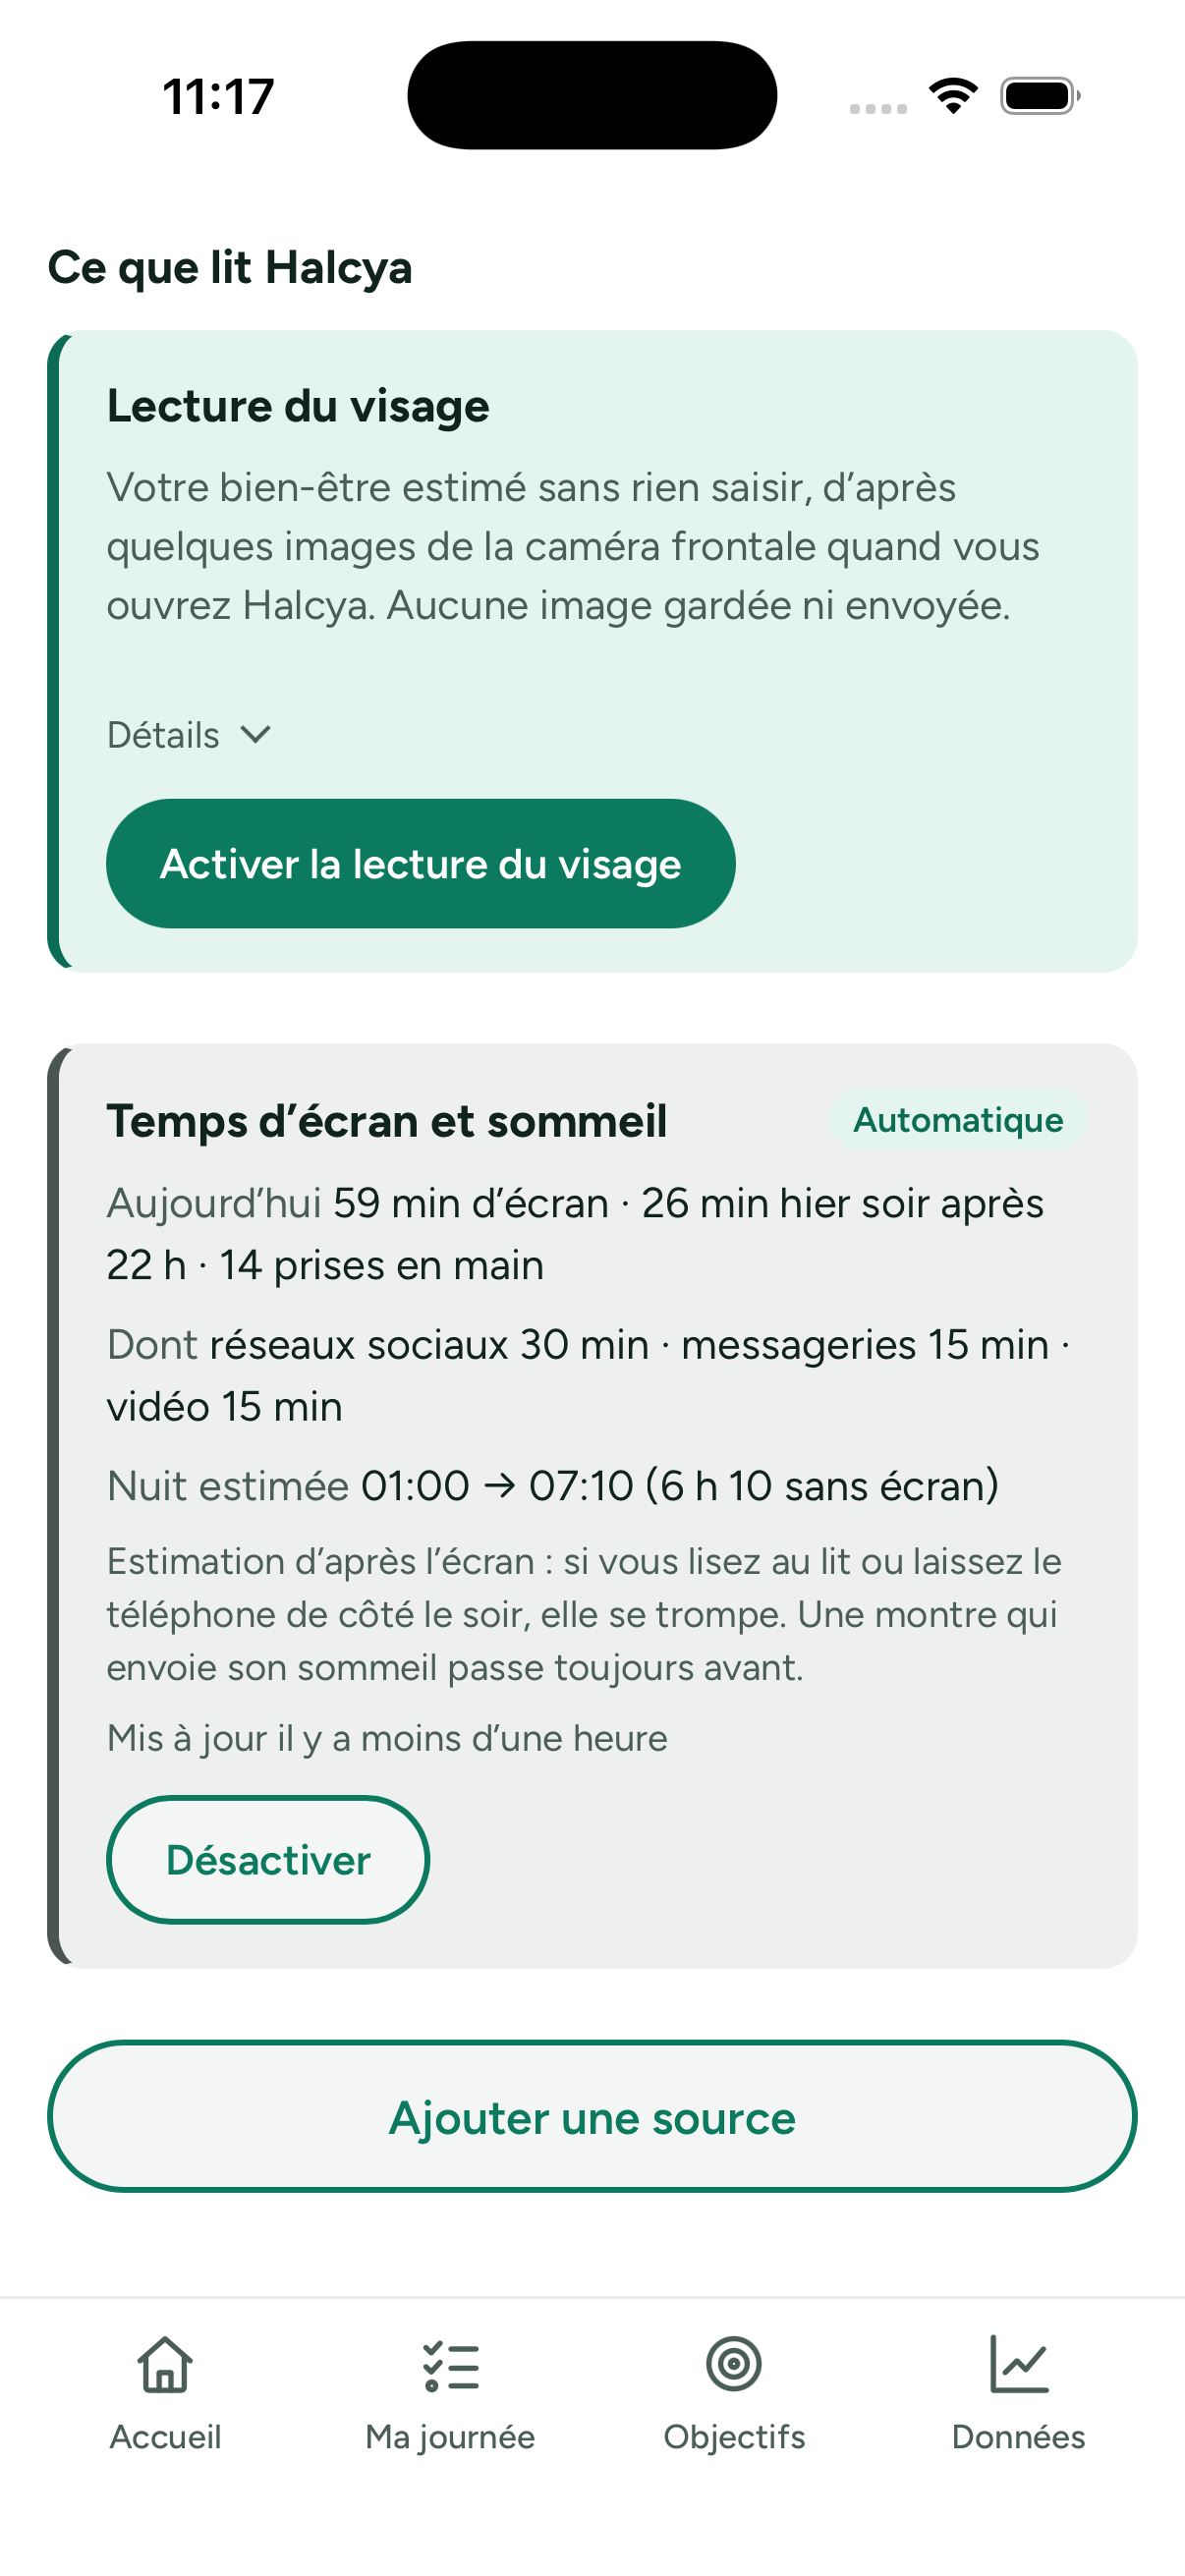 11:17
Ce que lit Halcya
Lecture du visage
Votre bien-être estimé sans rien saisir, d’après
quelques images de la caméra frontale quand vous
ouvrez Halcya. Aucune image gardée ni envoyée.
Détails
Activer la lecture du visage
Temps d’écran et sommeil
Automatique
Aujourd’hui 59 min d’écran · 26 min hier soir après
22 h · 14 prises en main
Dont réseaux sociaux 30 min · messageries 15 min ·
vidéo 15 min
Nuit estimée 01:00 → 07:10 (6 h 10 sans écran)
Estimation d’après l’écran : si vous lisez au lit ou laissez le
téléphone de côté le soir, elle se trompe. Une montre qui
envoie son sommeil passe toujours avant.
Mis à jour il y a moins d’une heure
Désactiver
Ajouter une source
Accueil
Ma journée
Objectifs
Données